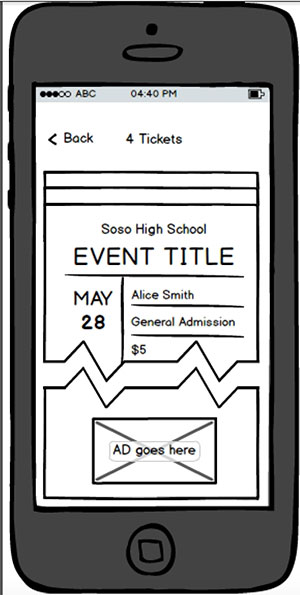 ABC 04:40 PM
Back 4 Tickets
Soso High School
EVENT TITLE
MAY
28
Alice Smith
General Admission
$5
AD goes here